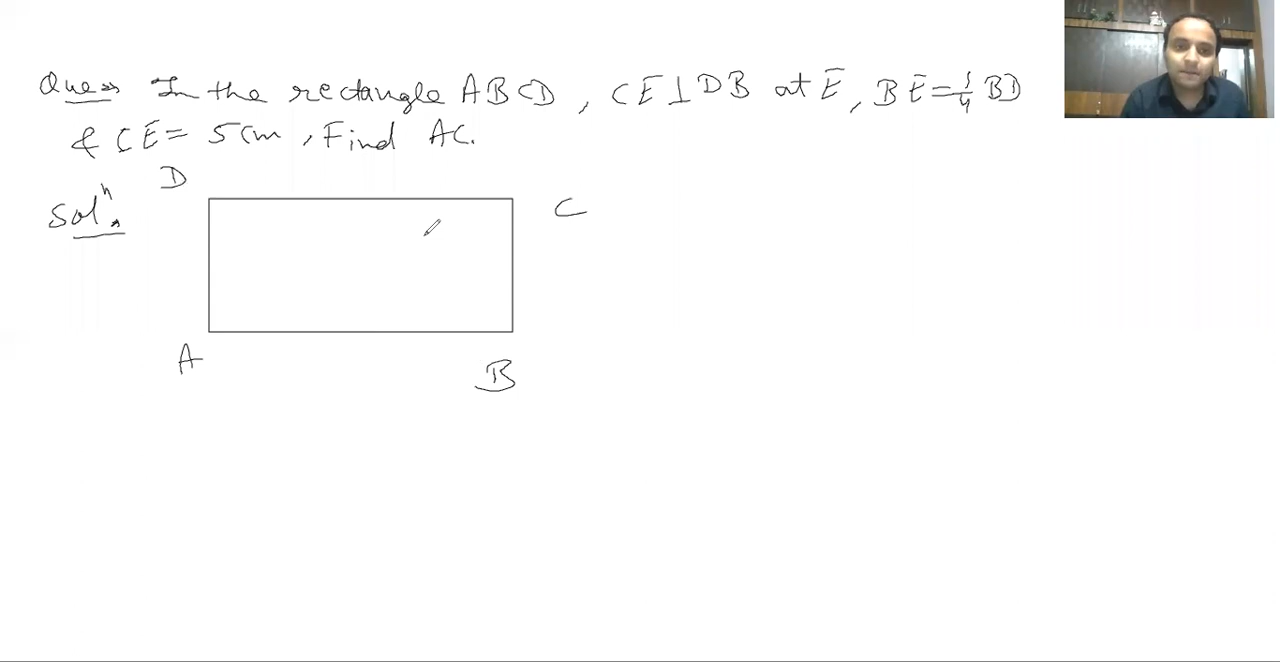 Ques In the rectangle ABCD, CE⊥DB at E, BE=1/4 BD
& CE= 5cm, Find AC.
Solⁿ.
D
C
A
B